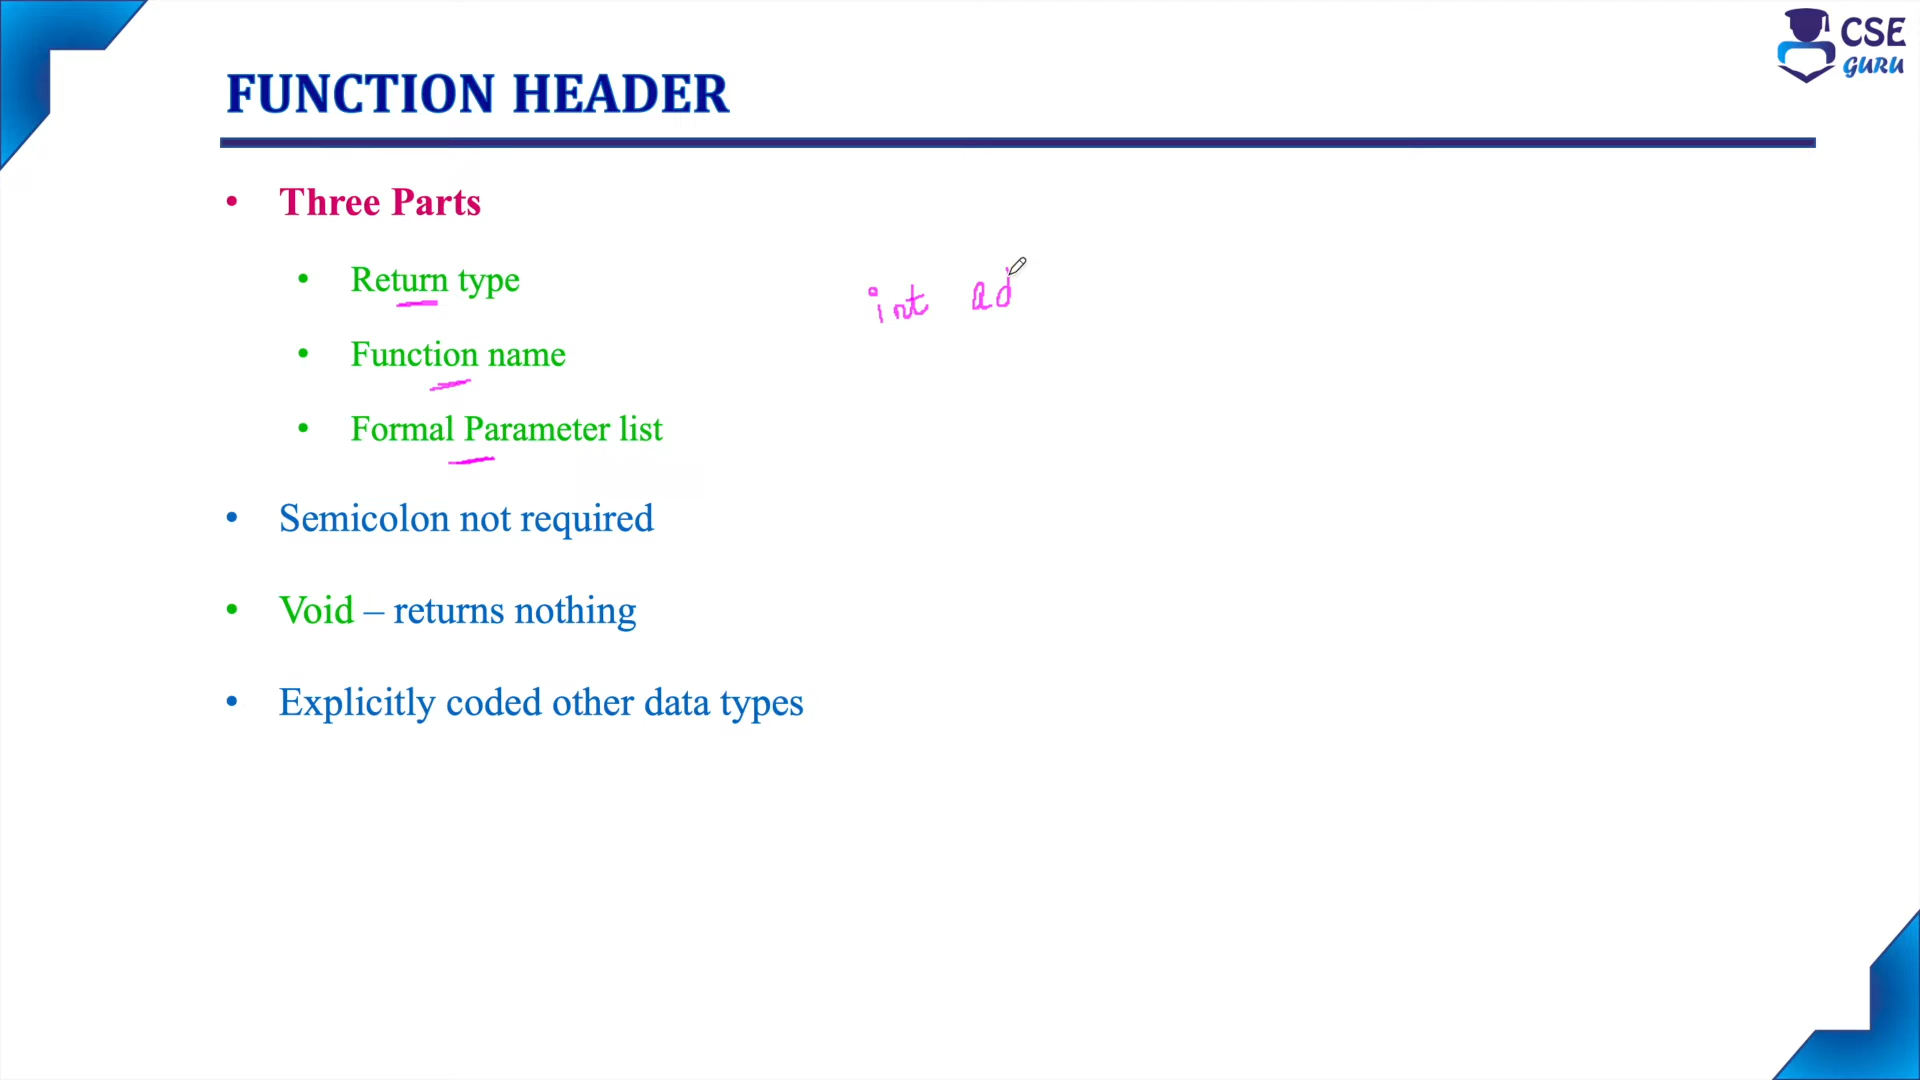 CSE
GURU
FUNCTION HEADER
• Three Parts
• Return type
int ad
• Function name
• Formal Parameter list
• Semicolon not required
• Void – returns nothing
• Explicitly coded other data types